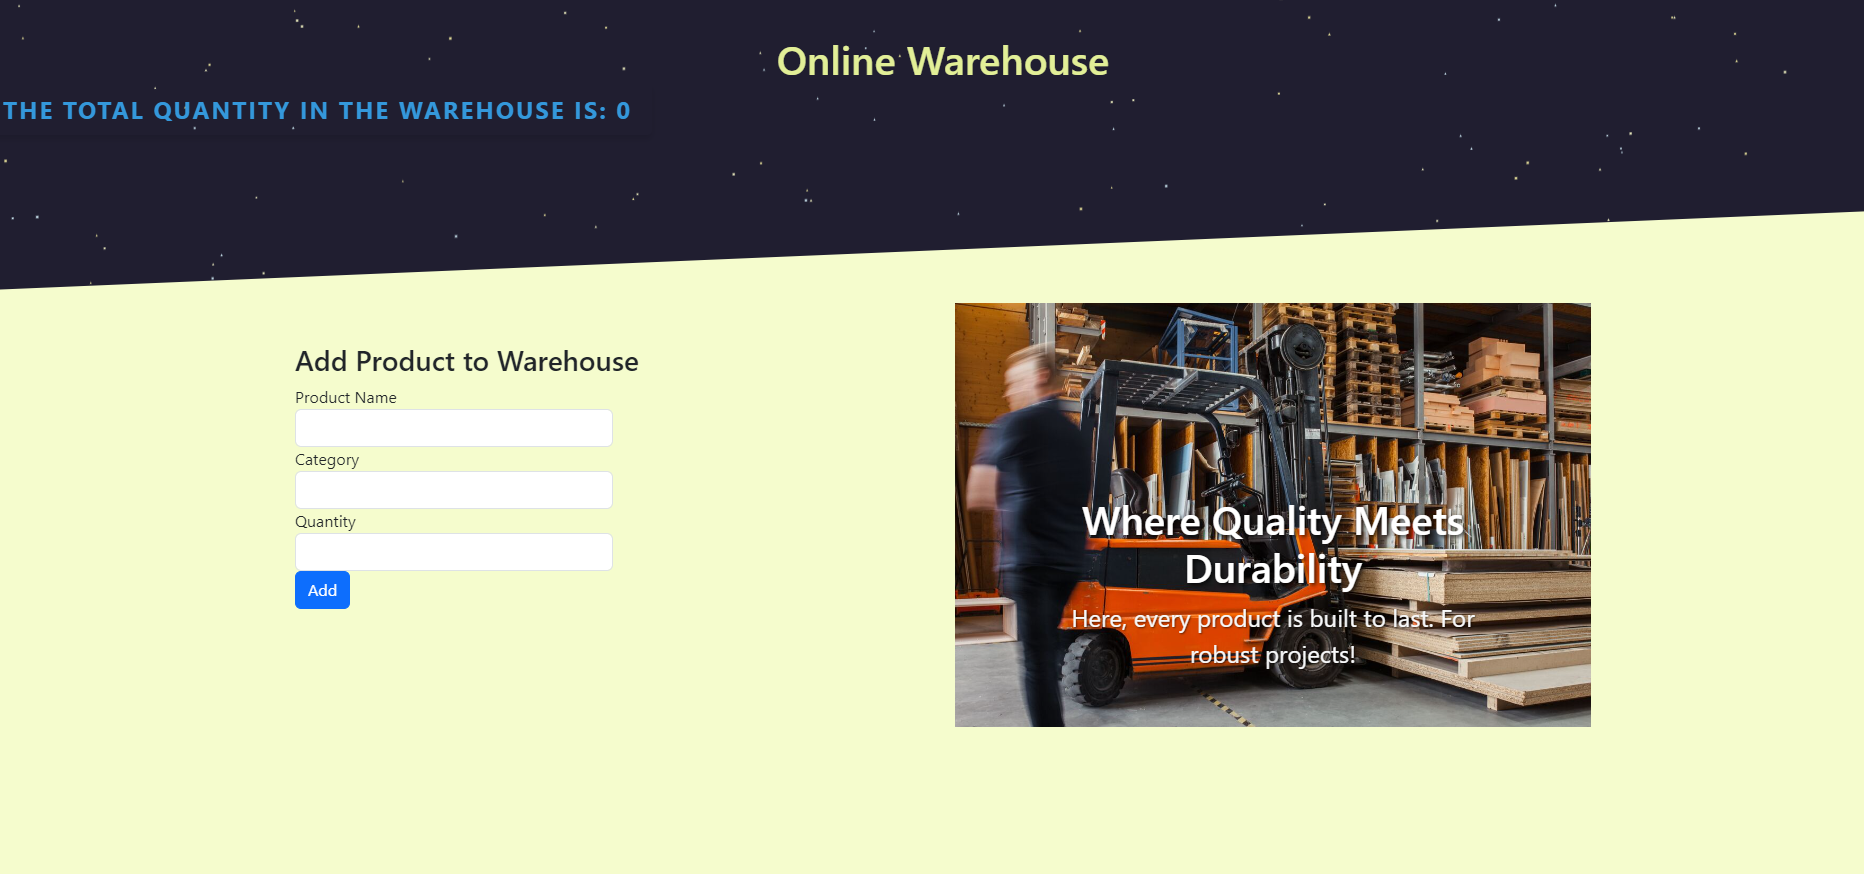 Online Warehouse
THE TOTAL QUANTITY IN THE WAREHOUSE IS: 0
Add Product to Warehouse
Product Name
Category
Quantity
Add
Where Quality Meets
Durability
Here, every product is built to last. For
robust projects!